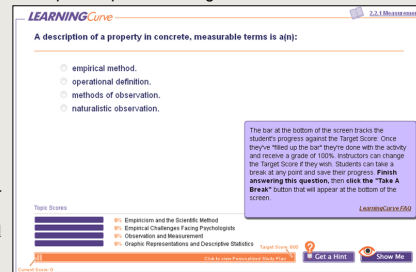 LEARNINGCurve
2.2.1 Measuremen
A description of a property in concrete, measurable terms is a(n):
empirical method.
operational definition.
methods of observation.
naturalistic observation.
The bar at the bottom of the screen tracks the
student's progress against the Target Score. Once
they've "filled up the bar" they're done with the activity
and receive a grade of 100%. Instructors can change
the Target Score if they wish. Students can take a
break at any point and save their progress. Finish
answering this question, then click the "Take A
Break" button that will appear at the bottom of the
screen.
LearningCurve FAQ
Topic Scores
0% Empiricism and the Scientific Method
0% Empirical Challenges Facing Psychologists
0% Observation and Measurement
0% Graphic Representations and Descriptive Statistics
Target Score: 600
Click to view Personalized Study Plan
Get a Hint
Show Me
Current Score: 0